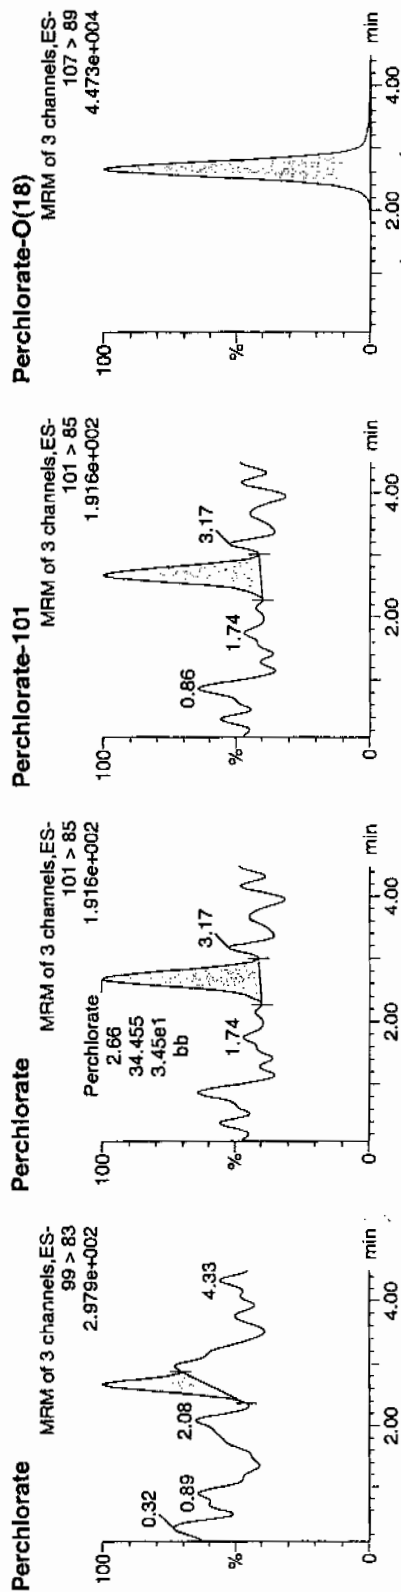 Perchlorate
MRM of 3 channels,ES-
99 > 83
2.979e+002
100
%
0
0.32
0.89
2.08
4.33
2.00
4.00
min
Perchlorate
MRM of 3 channels,ES-
101 > 85
1.916e+002
100
%
0
Perchlorate
2.66
34.455
3.45e1
bb
1.74
3.17
2.00
4.00
min
Perchlorate-101
MRM of 3 channels,ES-
101 > 85
1.916e+002
100
%
0
0.86
1.74
3.17
2.00
4.00
min
Perchlorate-O(18)
MRM of 3 channels,ES-
107 > 89
4.473e+004
100
%
0
2.00
4.00
min